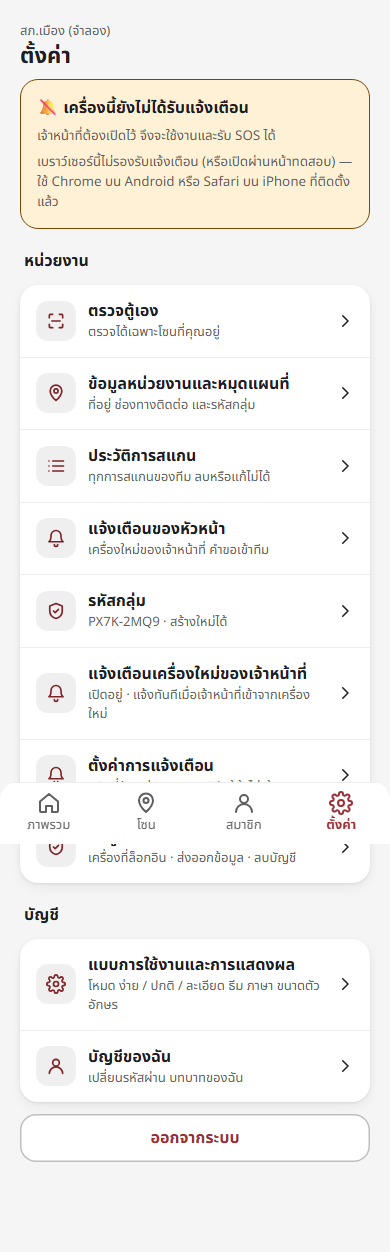 สภ.เมือง (จำลอง)
ตั้งค่า
เครื่องนี้ยังไม่ได้รับแจ้งเตือน
เจ้าหน้าที่ต้องเปิดไว้ จึงจะใช้งานและรับ SOS ได้
เบราว์เซอร์นี้ไม่รองรับแจ้งเตือน (หรือเปิดผ่านหน้าทดสอบ) —
ใช้ Chrome บน Android หรือ Safari บน iPhone ที่ติดตั้ง
แล้ว
หน่วยงาน
ตรวจตู้เอง
ตรวจได้เฉพาะโซนที่คุณอยู่
ข้อมูลหน่วยงานและหมุดแผนที่
ที่อยู่ ช่องทางติดต่อ และรหัสกลุ่ม
ประวัติการสแกน
ทุกการสแกนของทีม ลบหรือแก้ไม่ได้
แจ้งเตือนของหัวหน้า
เครื่องใหม่ของเจ้าหน้าที่ คำขอเข้าทีม
รหัสกลุ่ม
PX7K-2MQ9 · สร้างใหม่ได้
แจ้งเตือนเครื่องใหม่ของเจ้าหน้าที่
เปิดอยู่ · แจ้งทันทีเมื่อเจ้าหน้าที่เข้าจากเครื่อง
ใหม่
ตั้งค่าการแจ้งเตือน
ภาพรวม
โซน
สมาชิก
ตั้งค่า
เครื่องที่ล็อกอิน · ส่งออกข้อมูล · ลบบัญชี
บัญชี
แบบการใช้งานและการแสดงผล
โหมด ง่าย / ปกติ / ละเอียด ธีม ภาษา ขนาดตัว
อักษร
บัญชีของฉัน
เปลี่ยนรหัสผ่าน บทบาทของฉัน
ออกจากระบบ